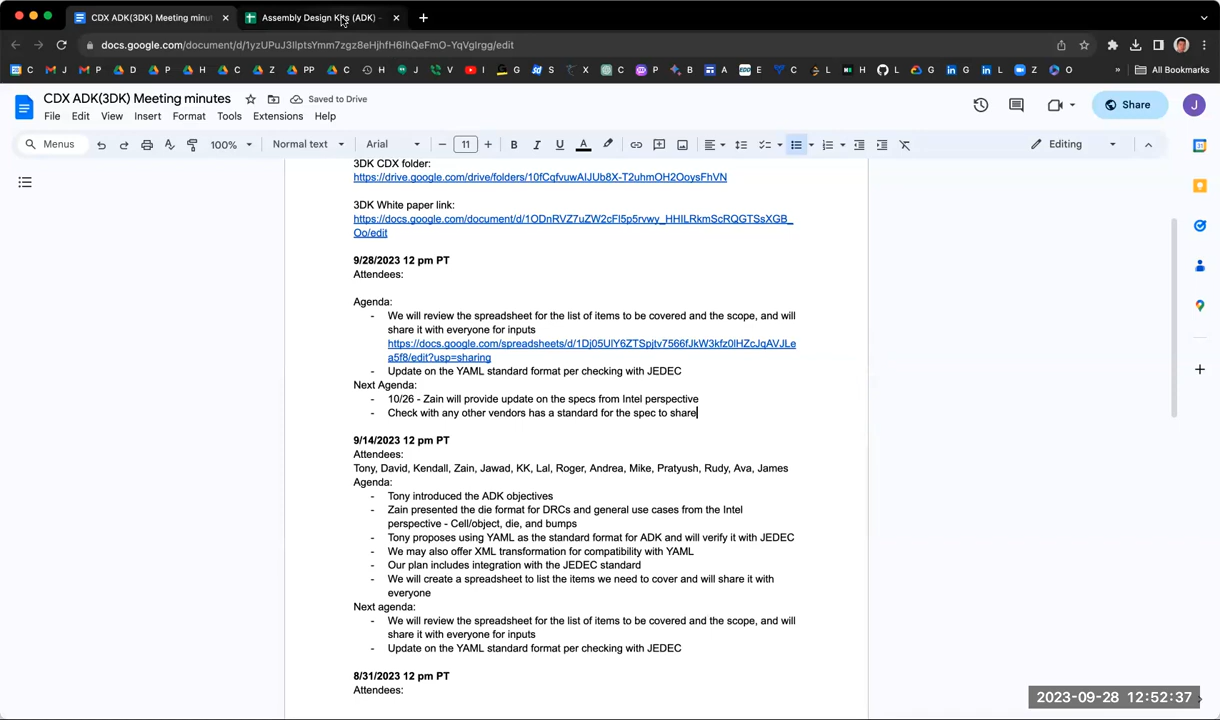 CDX ADK(3DK) Meeting minut
Assembly Design Kits (ADK) -
docs.google.com/document/d/1yzUPuJ3IlptsYmm7zgz8eHjhfH6IhQeFmO-YqVgIrgg/edit
C M M D P H C Z PP C H J V I G S X C P B A E C L H L G G L Z O » All Bookmarks
CDX ADK(3DK) Meeting minutes
Saved to Drive
File Edit View Insert Format Tools Extensions Help
Share
J
Menus 100% Normal text Arial 11 B I U A Editing
3DK CDX folder:
https://drive.google.com/drive/folders/10fCqfvuwAIJUb8X-T2uhmOH2OoysFhVN
3DK White paper link:
https://docs.google.com/document/d/1ODnRVZ7uZW2cFl5p5rvwy_HHILRkmScRQGTSsXGB_
Oo/edit
9/28/2023 12 pm PT
Attendees:
Agenda:
- We will review the spreadsheet for the list of items to be covered and the scope, and will
share it with everyone for inputs
https://docs.google.com/spreadsheets/d/1Dj05UlY6ZTSpjtv7566fJkW3kfz0lHZcJqAVJLe
a5f8/edit?usp=sharing
- Update on the YAML standard format per checking with JEDEC
Next Agenda:
- 10/26 - Zain will provide update on the specs from Intel perspective
- Check with any other vendors has a standard for the spec to share
9/14/2023 12 pm PT
Attendees:
Tony, David, Kendall, Zain, Jawad, KK, Lal, Roger, Andrea, Mike, Pratyush, Rudy, Ava, James
Agenda:
- Tony introduced the ADK objectives
- Zain presented the die format for DRCs and general use cases from the Intel
perspective - Cell/object, die, and bumps
- Tony proposes using YAML as the standard format for ADK and will verify it with JEDEC
- We may also offer XML transformation for compatibility with YAML
- Our plan includes integration with the JEDEC standard
- We will create a spreadsheet to list the items we need to cover and will share it with
everyone
Next agenda:
- We will review the spreadsheet for the list of items to be covered and the scope, and will
share it with everyone for inputs
- Update on the YAML standard format per checking with JEDEC
8/31/2023 12 pm PT
Attendees:
2023-09-28 12:52:37